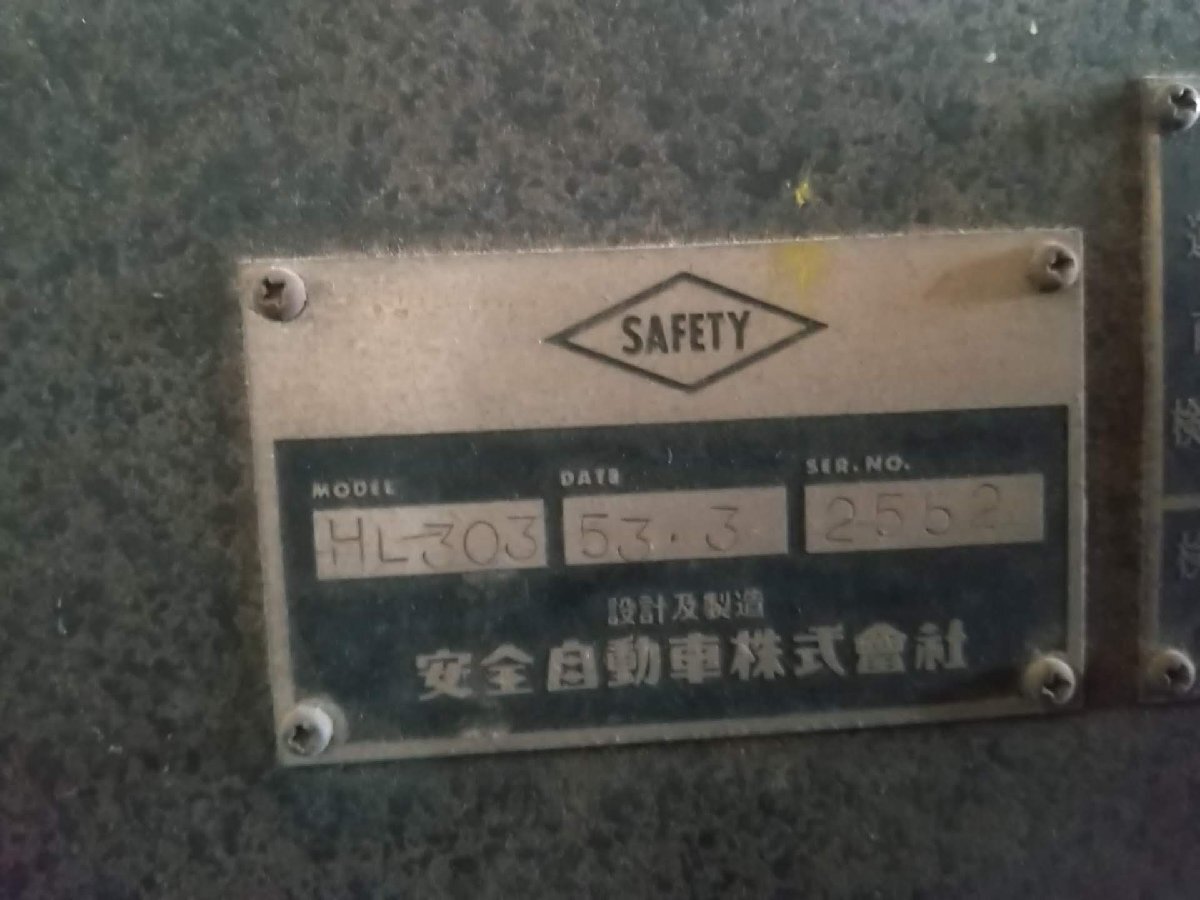 SAFETY
MODEL DATE SER. NO.
HL-303 53.3 2552
設計及製造
安全自動車株式會社